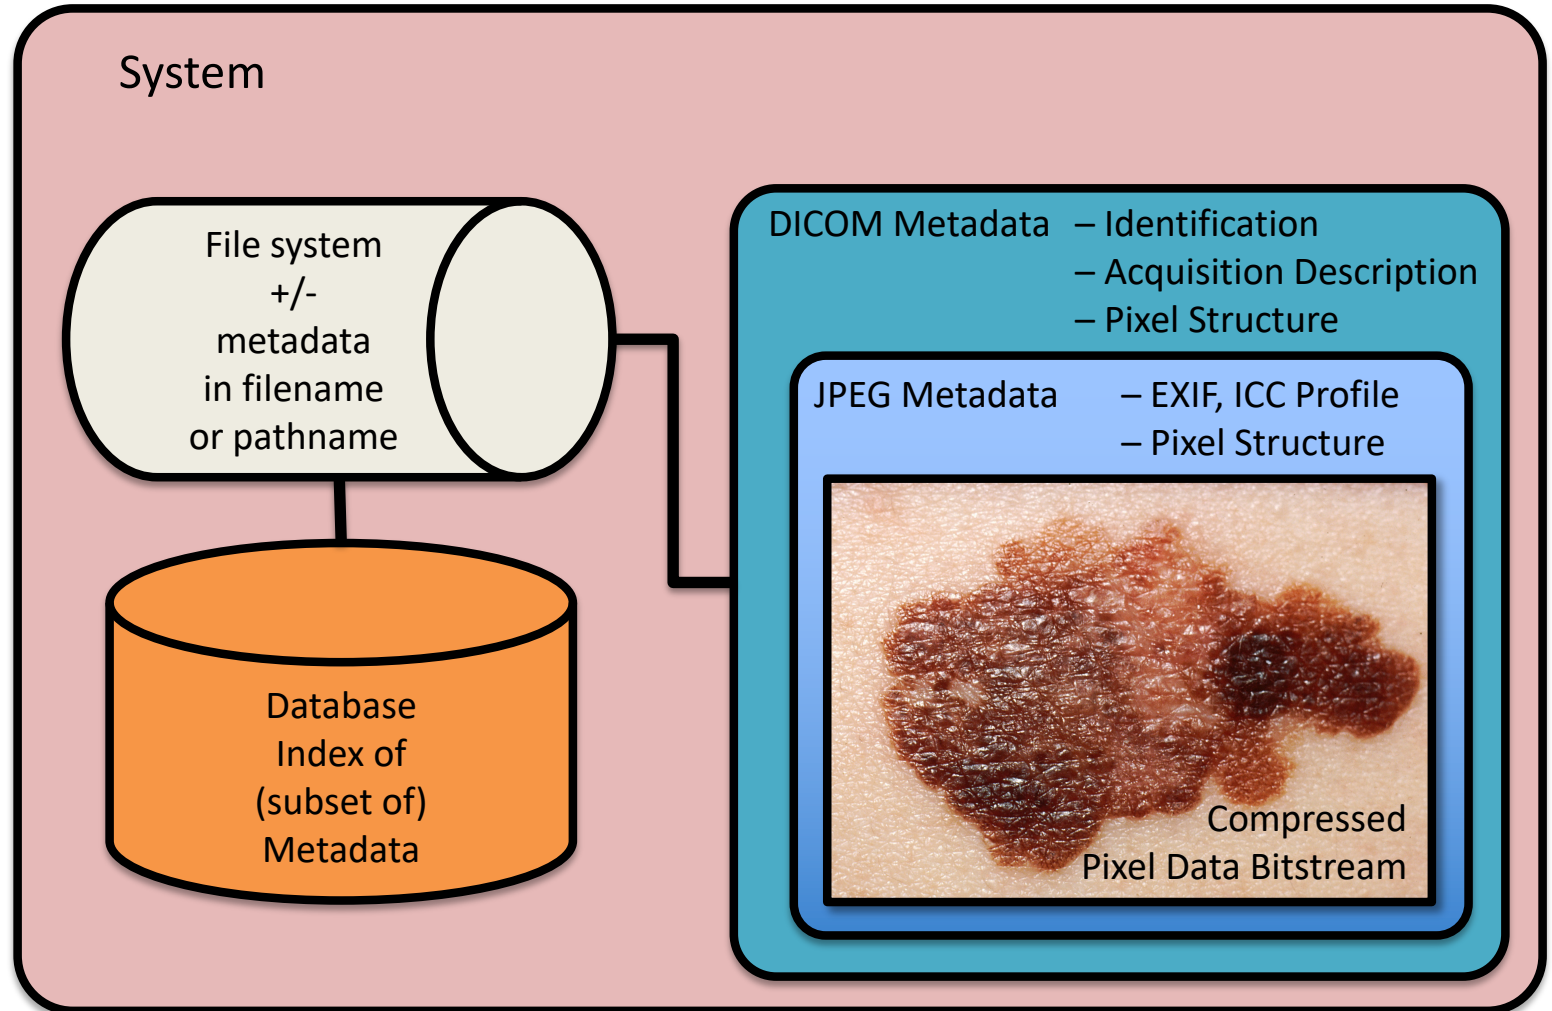 System
File system
+/-
metadata
in filename
or pathname
Database
Index of
(subset of)
Metadata
DICOM Metadata – Identification
– Acquisition Description
– Pixel Structure
JPEG Metadata – EXIF, ICC Profile
– Pixel Structure
Compressed
Pixel Data Bitstream